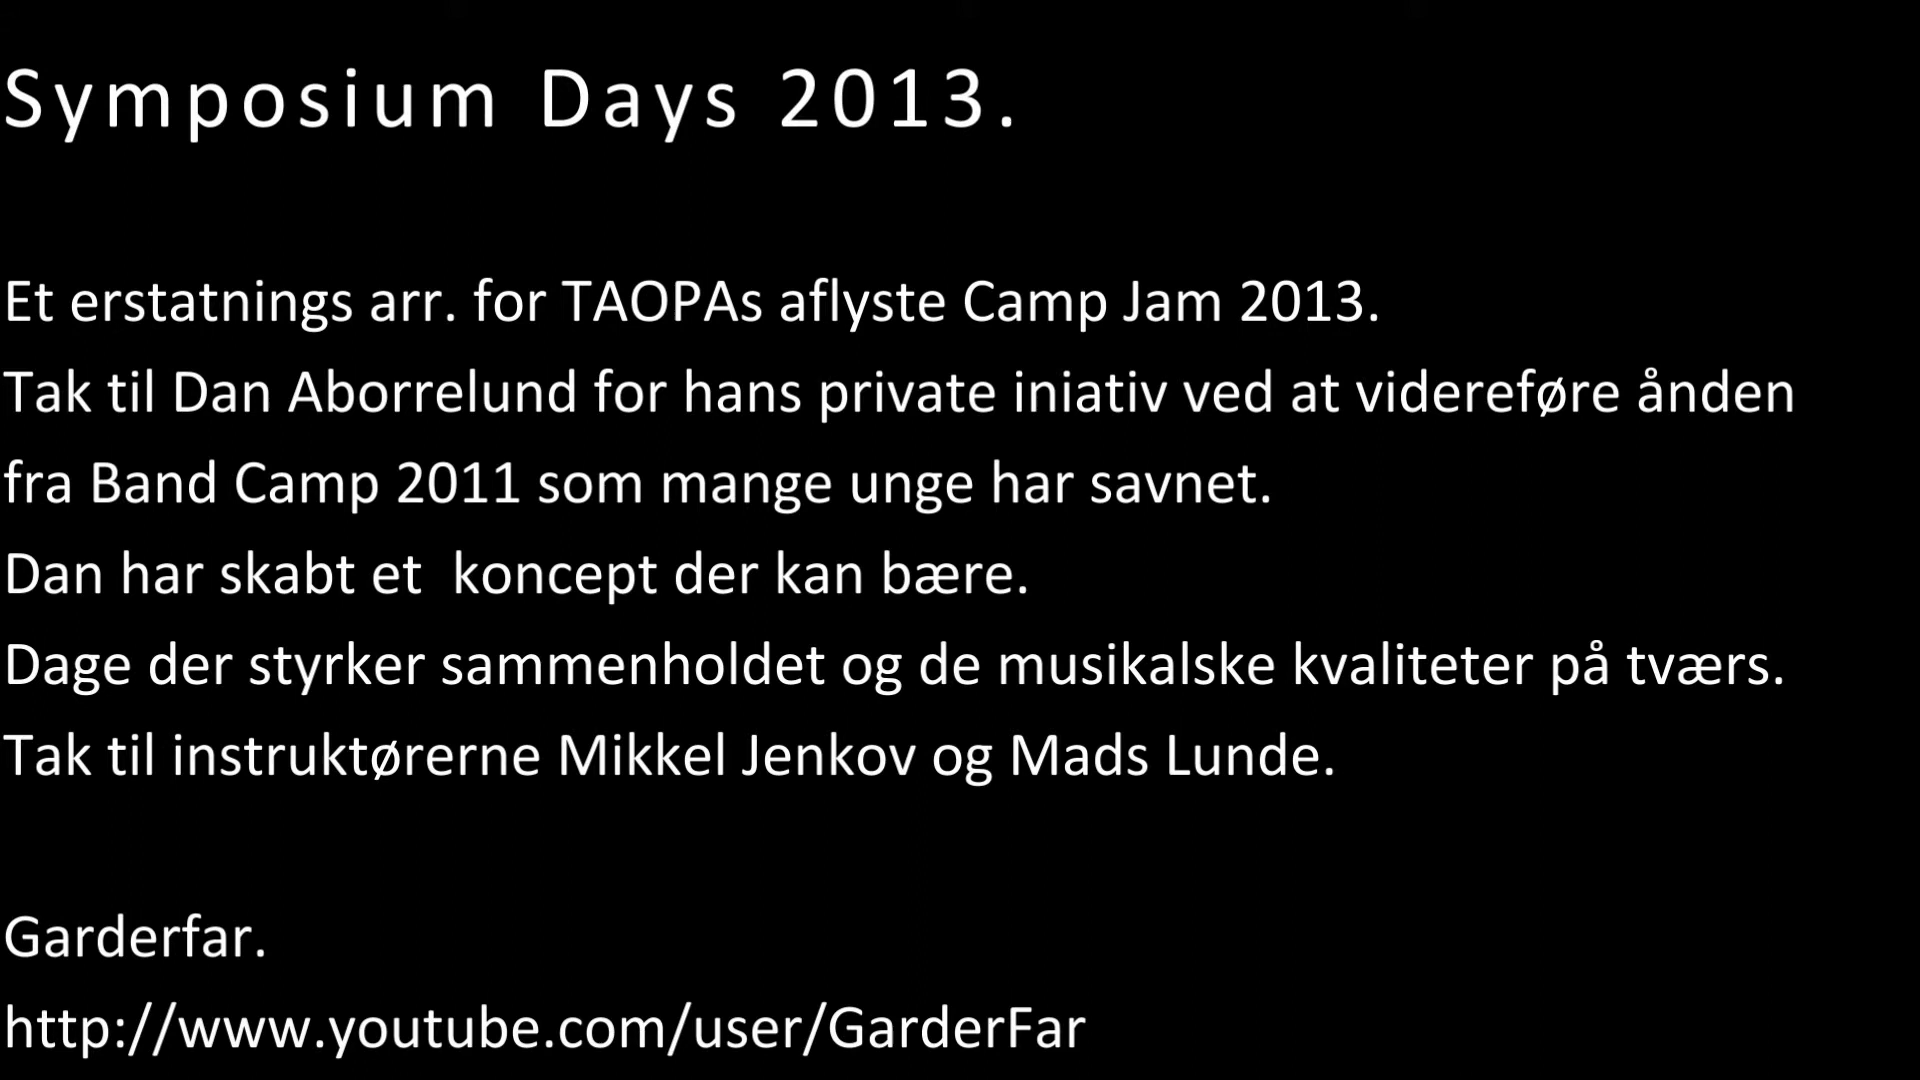 Symposium Days 2013.
Et erstatnings arr. for TAOPAs aflyste Camp Jam 2013.
Tak til Dan Aborrelund for hans private iniativ ved at videreføre ånden
fra Band Camp 2011 som mange unge har savnet.
Dan har skabt et  koncept der kan bære.
Dage der styrker sammenholdet og de musikalske kvaliteter på tværs.
Tak til instruktørerne Mikkel Jenkov og Mads Lunde.
Garderfar.
http://www.youtube.com/user/GarderFar